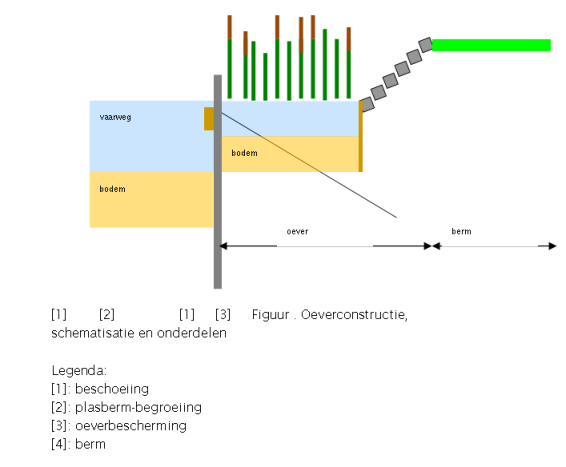 vaarweg
bodem
bodem
oever
berm
[1] [2] [1] [3] Figuur . Oeverconstructie,
schematisatie en onderdelen
Legenda:
[1]: beschoeiing
[2]: plasberm-begroeiing
[3]: oeverbescherming
[4]: berm